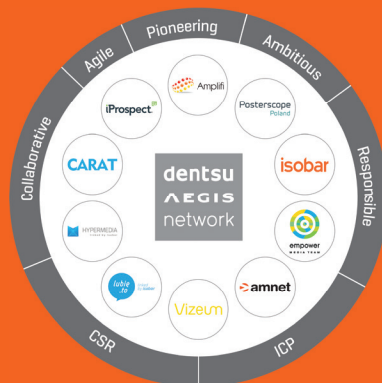 Pioneering
Agile
Ambitious
Collaborative
Responsible
CSR
ICP
Amplifi
iProspect
Posterscope
Poland
CARAT
isobar
dentsu
AEGIS
network
HYPERMEDIA
empower
MEDIA TEAM
lubię.to
amnet
Vizeum